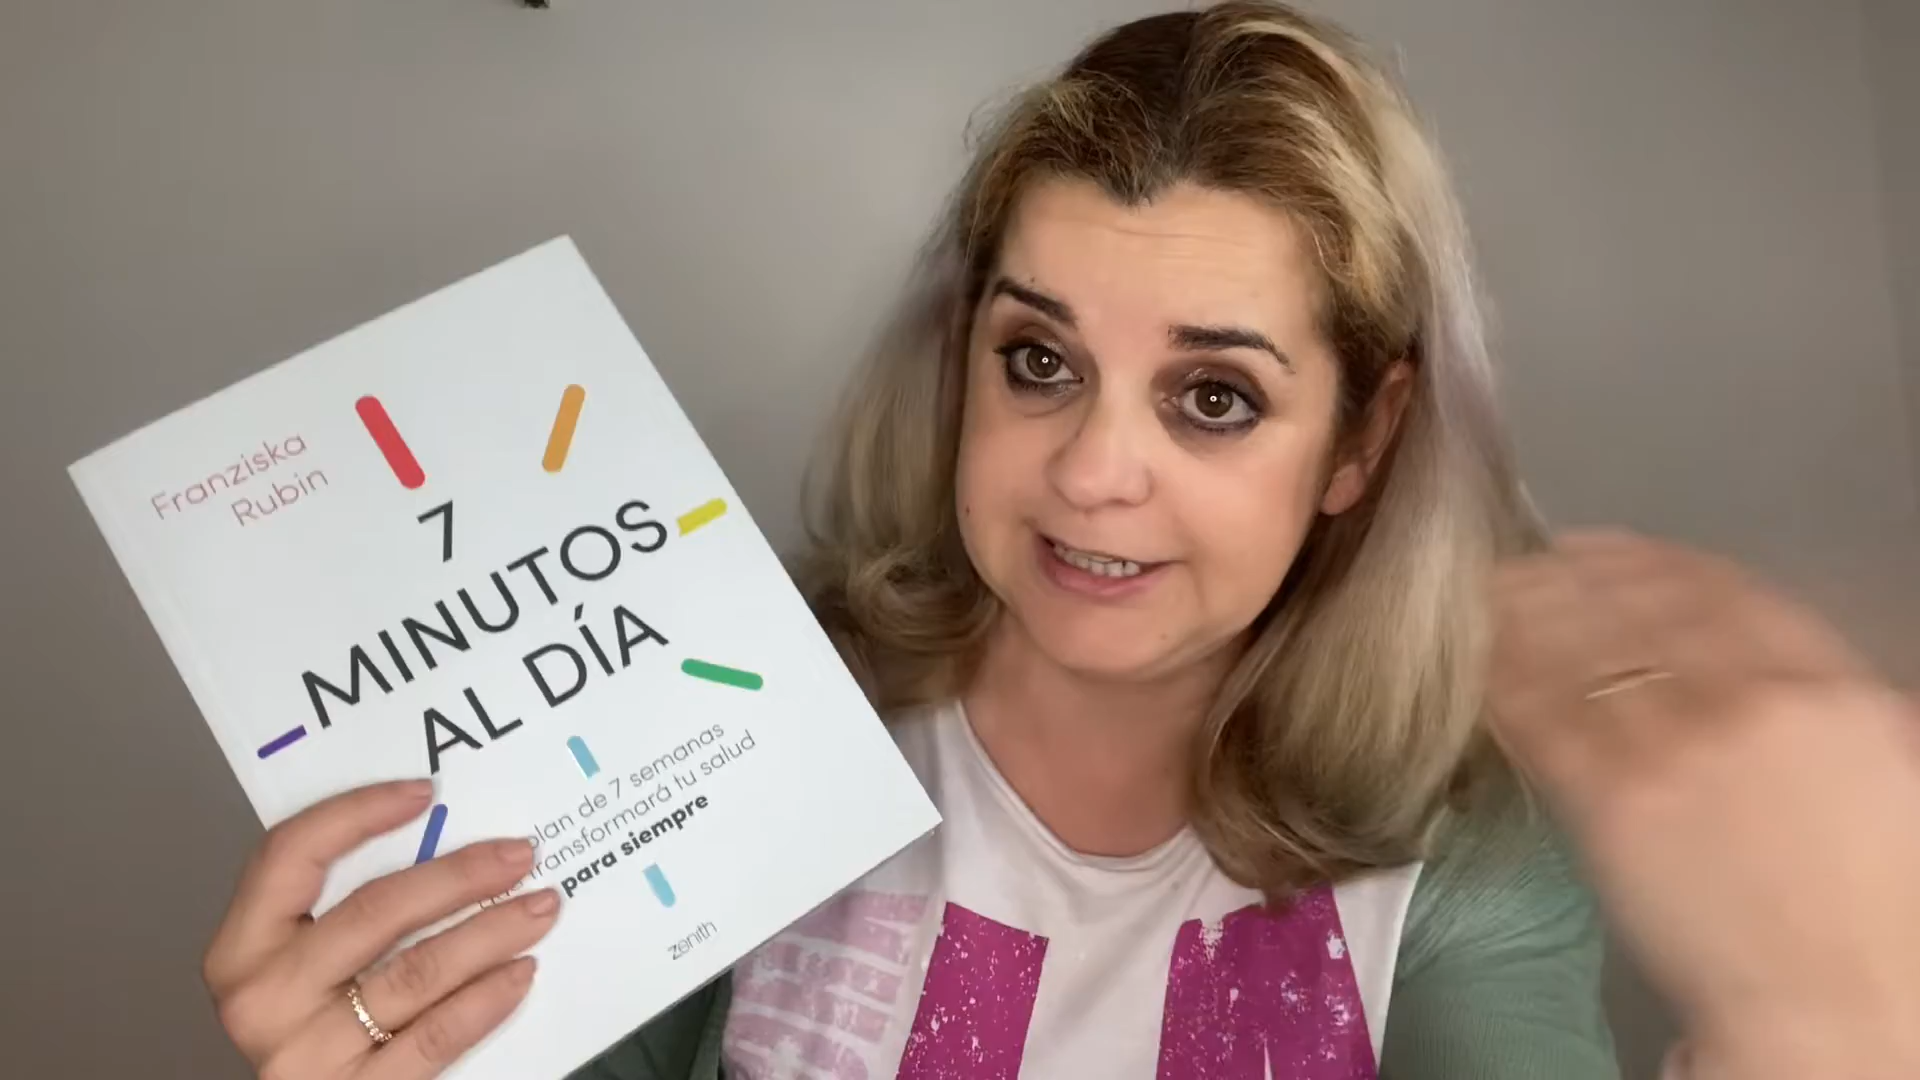 Franziska
Rubin
7
MINUTOS
AL DÍA
plan de 7 semanas
transformará tu salud
para siempre
zenith